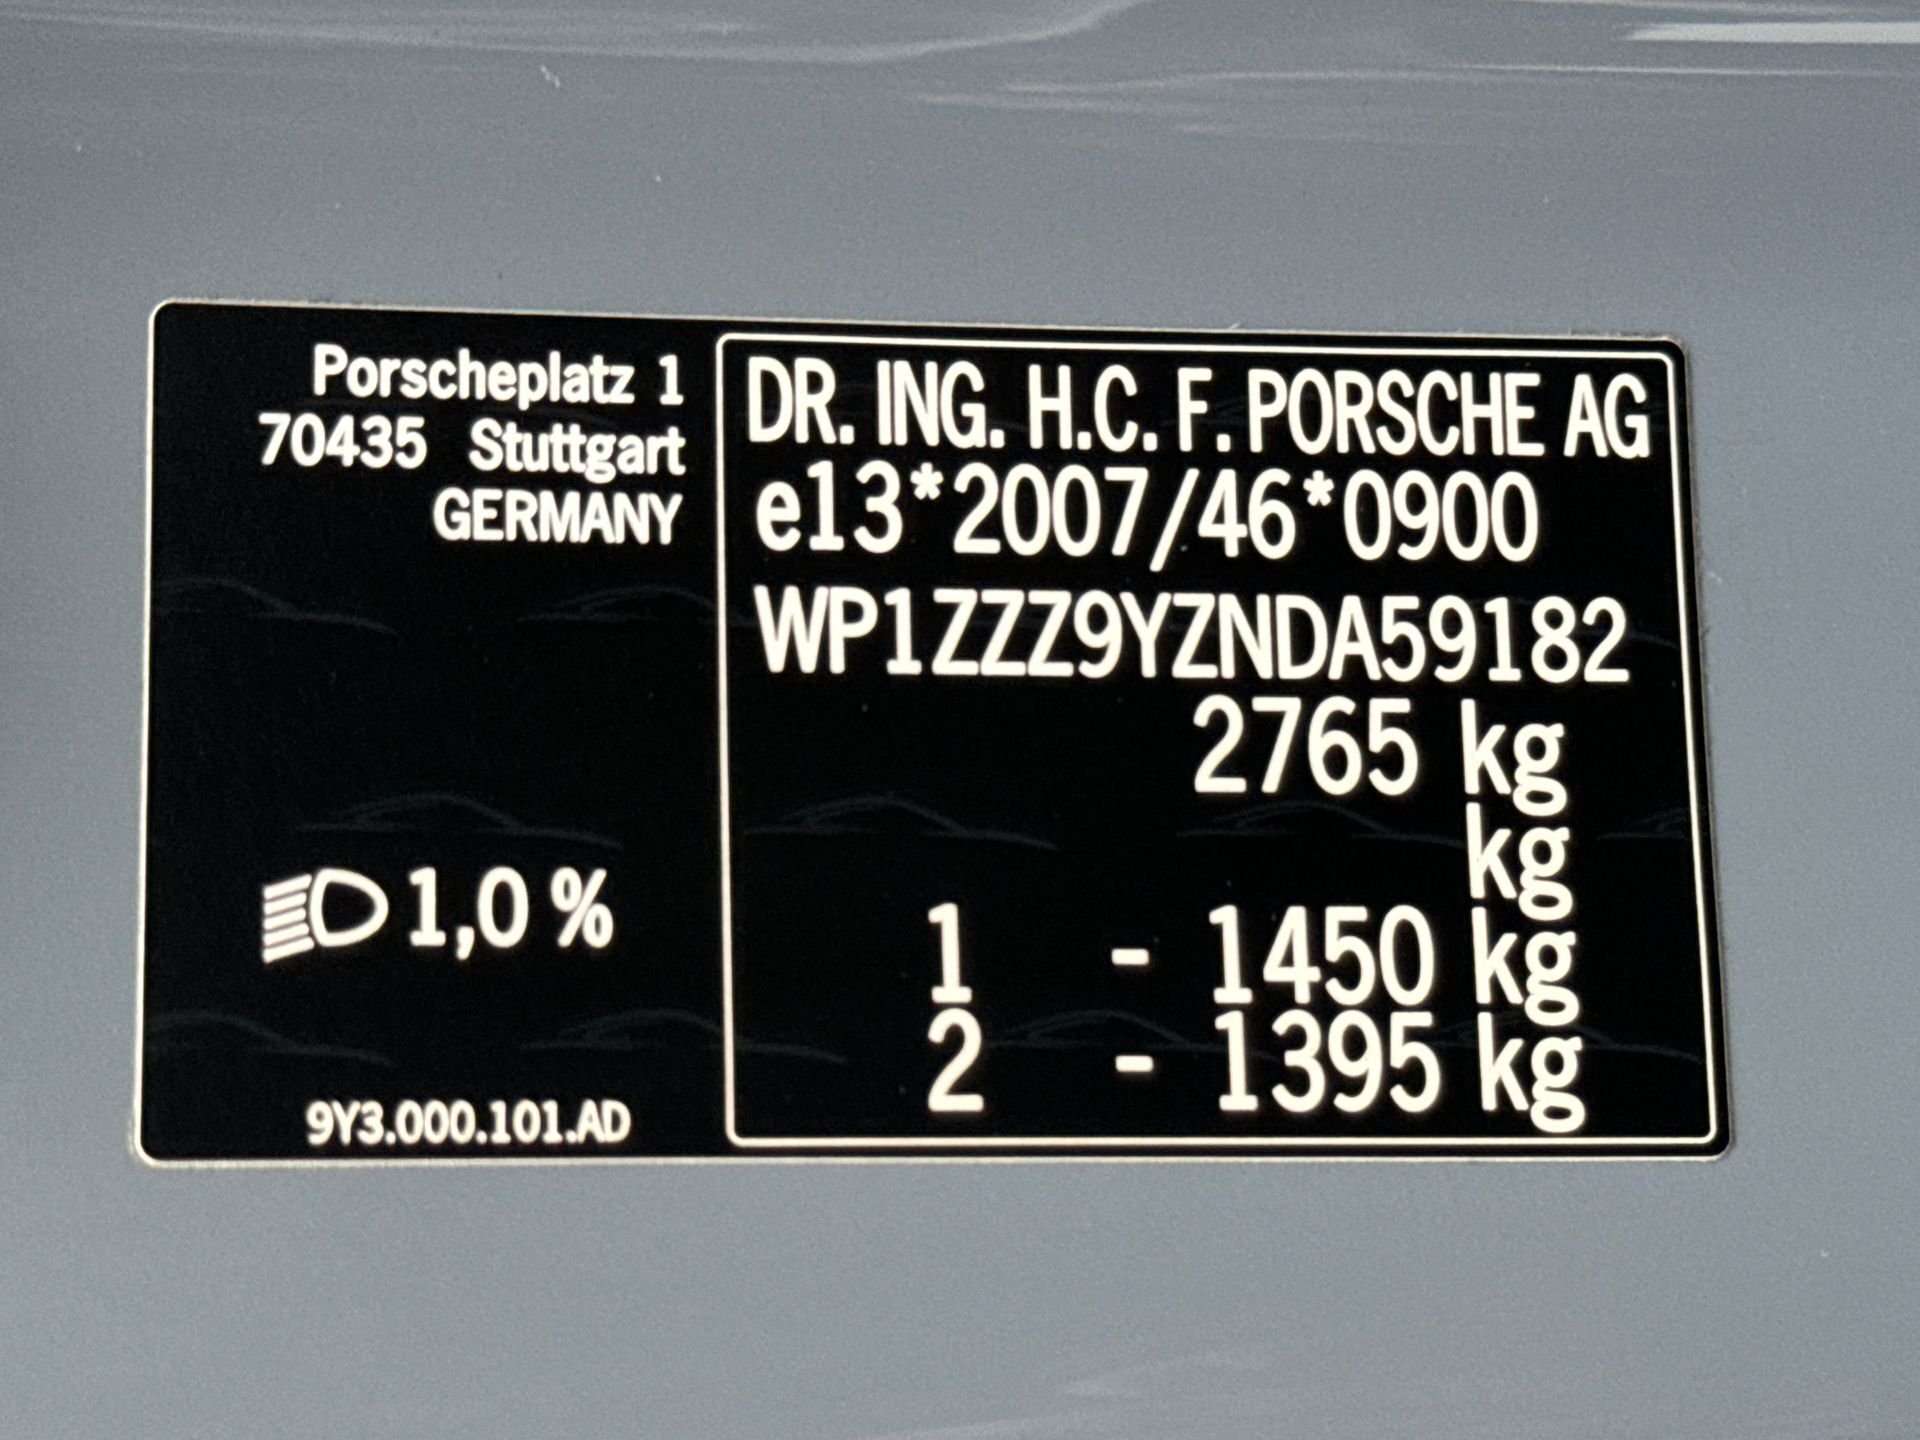 Porscheplatz 1
70435 Stuttgart
GERMANY
1,0 %
9Y3.000.101.AD
DR. ING. H.C. F. PORSCHE AG
e13*2007/46*0900
WP1ZZZ9YZNDA59182
2765 kg
kg
1 - 1450 kg
2 - 1395 kg